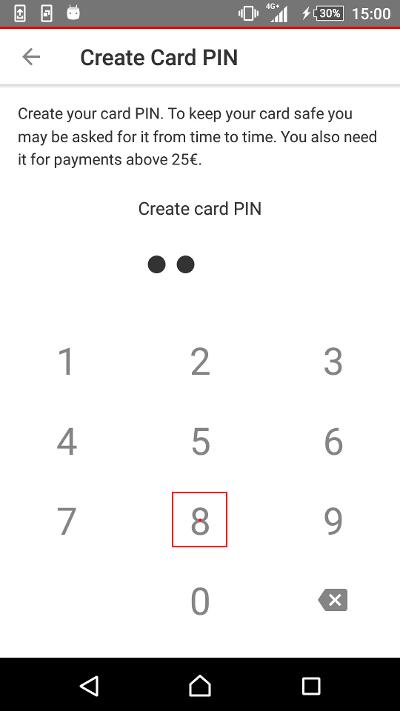 4G+ 30% 15:00
Create Card PIN
Create your card PIN. To keep your card safe you
may be asked for it from time to time. You also need
it for payments above 25€.
Create card PIN
1 2 3
4 5 6
7 8 9
0